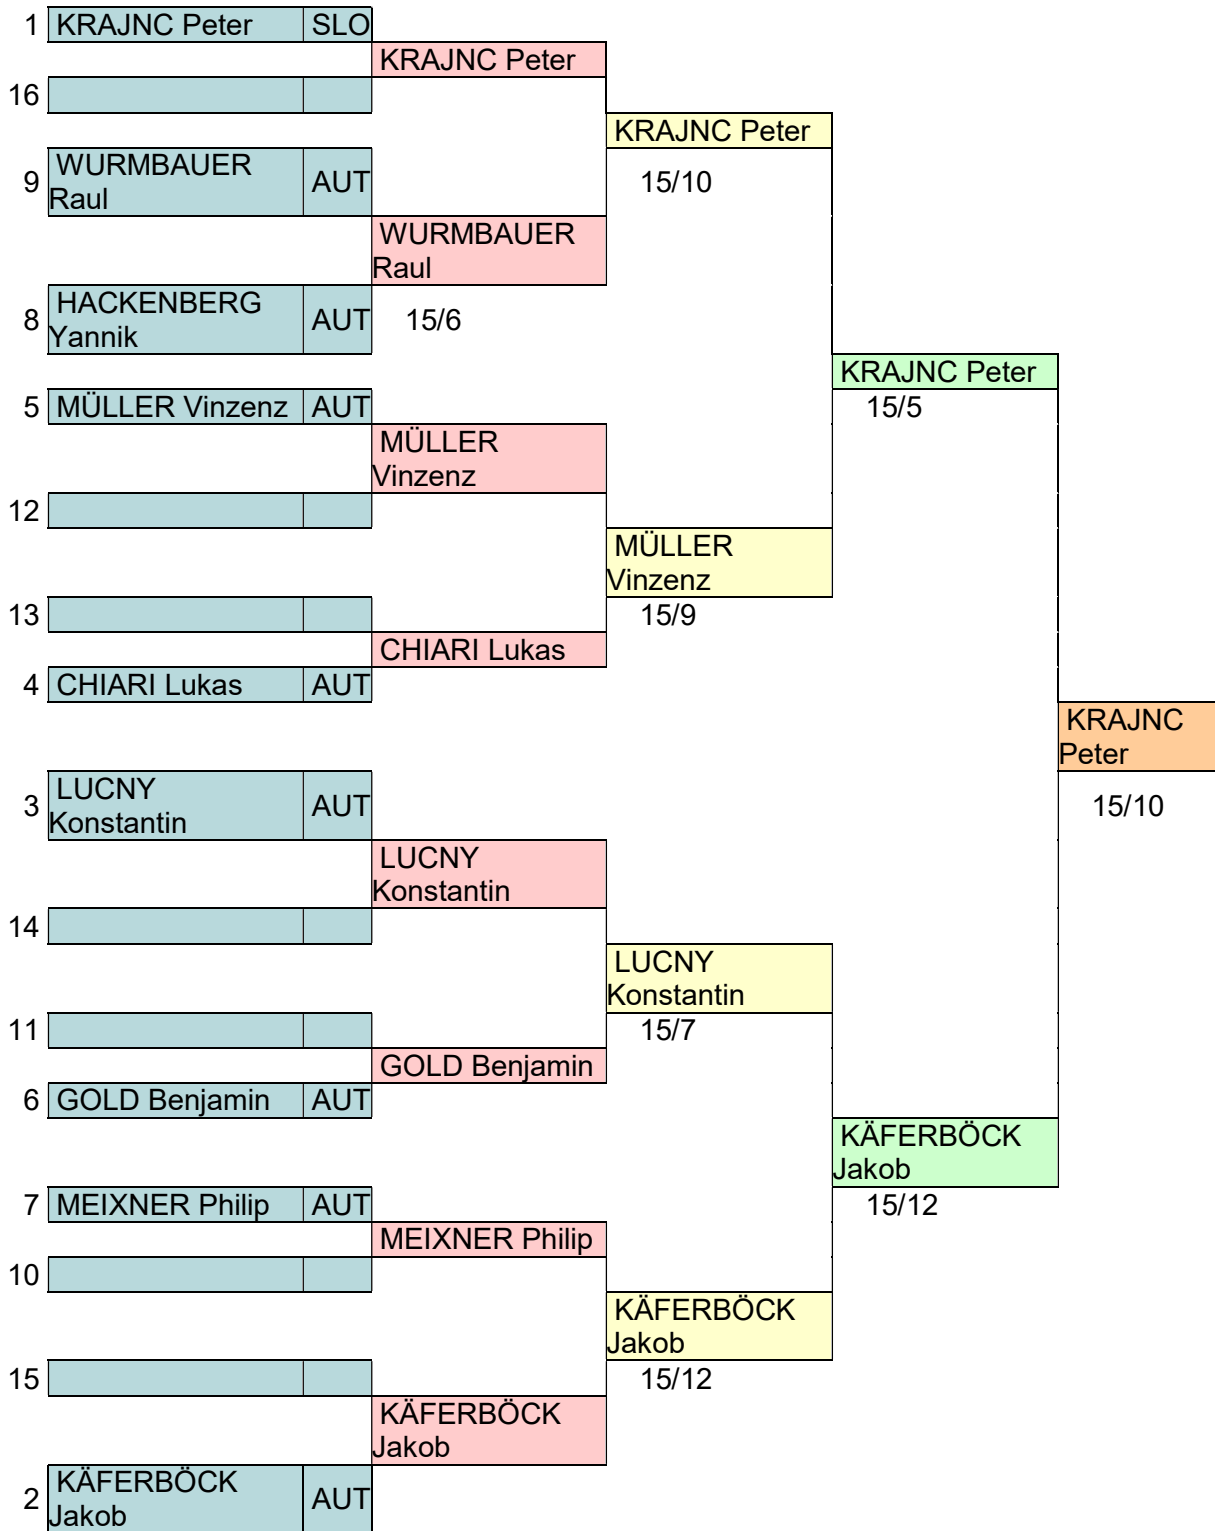 1 KRAJNC Peter SLO
KRAJNC Peter
16
KRAJNC Peter
9 WURMBAUER Raul AUT
15/10
WURMBAUER
Raul
8 HACKENBERG Yannik AUT 15/6
KRAJNC Peter
5 MÜLLER Vinzenz AUT
15/5
MÜLLER
Vinzenz
12
MÜLLER
Vinzenz
13
15/9
CHIARI Lukas
4 CHIARI Lukas AUT
KRAJNC
Peter
3 LUCNY Konstantin AUT
15/10
LUCNY
Konstantin
14
LUCNY
Konstantin
11
15/7
GOLD Benjamin
6 GOLD Benjamin AUT
KÄFERBÖCK
Jakob
7 MEIXNER Philip AUT
15/12
MEIXNER Philip
10
KÄFERBÖCK
Jakob
15
15/12
KÄFERBÖCK
Jakob
2 KÄFERBÖCK Jakob AUT